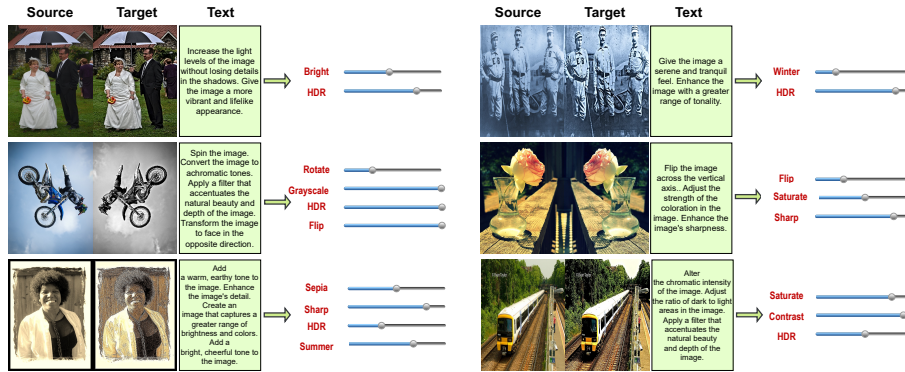 Source Target Text
Increase the light
levels of the image
without losing details
in the shadows. Give
the image a more
vibrant and lifelike
appearance.
Bright
HDR
Spin the image.
Convert the image to
achromatic tones.
Apply a filter that
accentuates the
natural beauty and
depth of the image.
Transform the image
to face in the
opposite direction.
Rotate
Grayscale
HDR
Flip
Add
a warm, earthy tone to
the image. Enhance
the image's detail.
Create an
image that captures a
greater range of
brightness and colors.
Add a
bright, cheerful tone to
the image.
Sepia
Sharp
HDR
Summer
Source Target Text
Give the image a
serene and tranquil
feel. Enhance the
image with a greater
range of tonality.
Winter
HDR
Flip the image
across the vertical
axis.. Adjust the
strength of the
coloration in the
image. Enhance the
image's sharpness.
Flip
Saturate
Sharp
Alter
the chromatic intensity
of the image. Adjust
the ratio of dark to light
areas in the image.
Apply a filter that
accentuates the natural
beauty and depth of the
image.
Saturate
Contrast
HDR